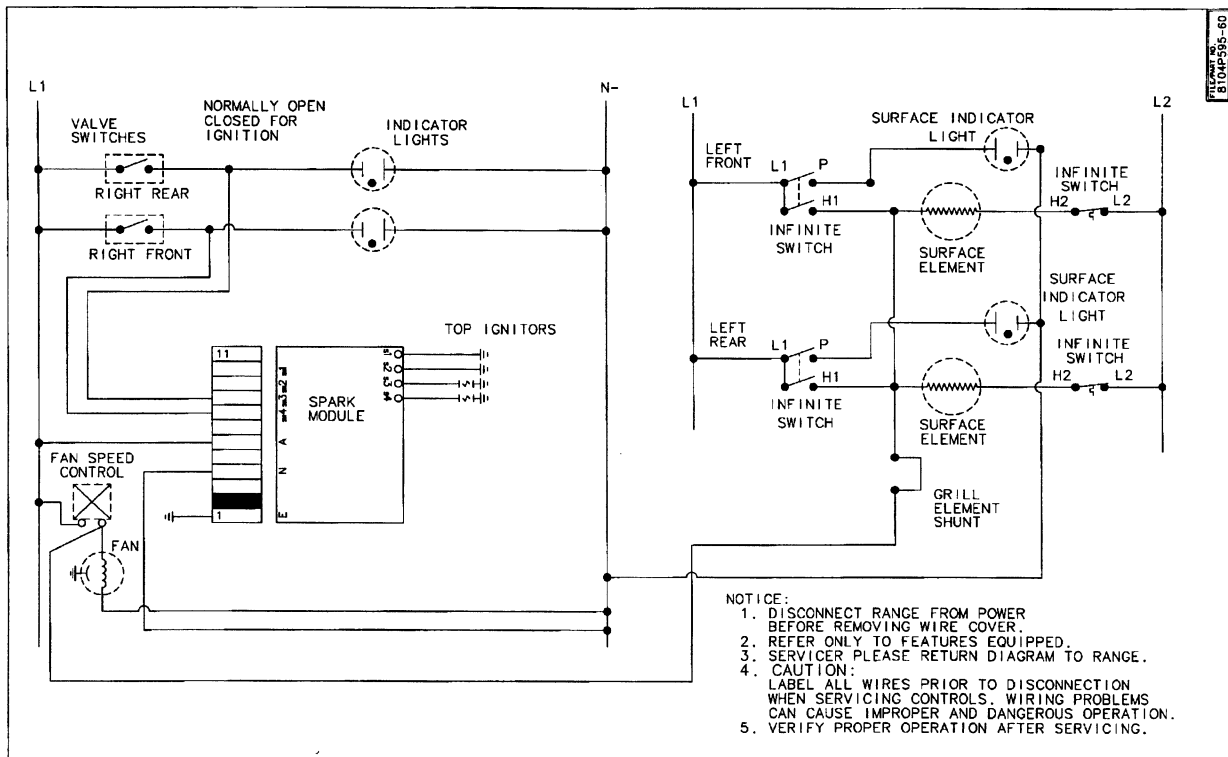 FILE/PART NO.
8104P595-60
L1
N-
L1
L2
VALVE
SWITCHES
NORMALLY OPEN
CLOSED FOR
IGNITION
INDICATOR
LIGHTS
RIGHT REAR
RIGHT FRONT
SURFACE INDICATOR
LIGHT
LEFT
FRONT
L1
P
H1
INFINITE
SWITCH
SURFACE
ELEMENT
INFINITE
SWITCH
H2
L2
SURFACE
INDICATOR
LIGHT
LEFT
REAR
L1
P
H1
INFINITE
SWITCH
SURFACE
ELEMENT
INFINITE
SWITCH
H2
L2
GRILL
ELEMENT
SHUNT
TOP IGNITORS
11
1
SPARK
MODULE
A
N
E
FAN SPEED
CONTROL
FAN
NOTICE:
1. DISCONNECT RANGE FROM POWER
BEFORE REMOVING WIRE COVER.
2. REFER ONLY TO FEATURES EQUIPPED.
3. SERVICER PLEASE RETURN DIAGRAM TO RANGE.
4. CAUTION:
LABEL ALL WIRES PRIOR TO DISCONNECTION
WHEN SERVICING CONTROLS. WIRING PROBLEMS
CAN CAUSE IMPROPER AND DANGEROUS OPERATION.
5. VERIFY PROPER OPERATION AFTER SERVICING.